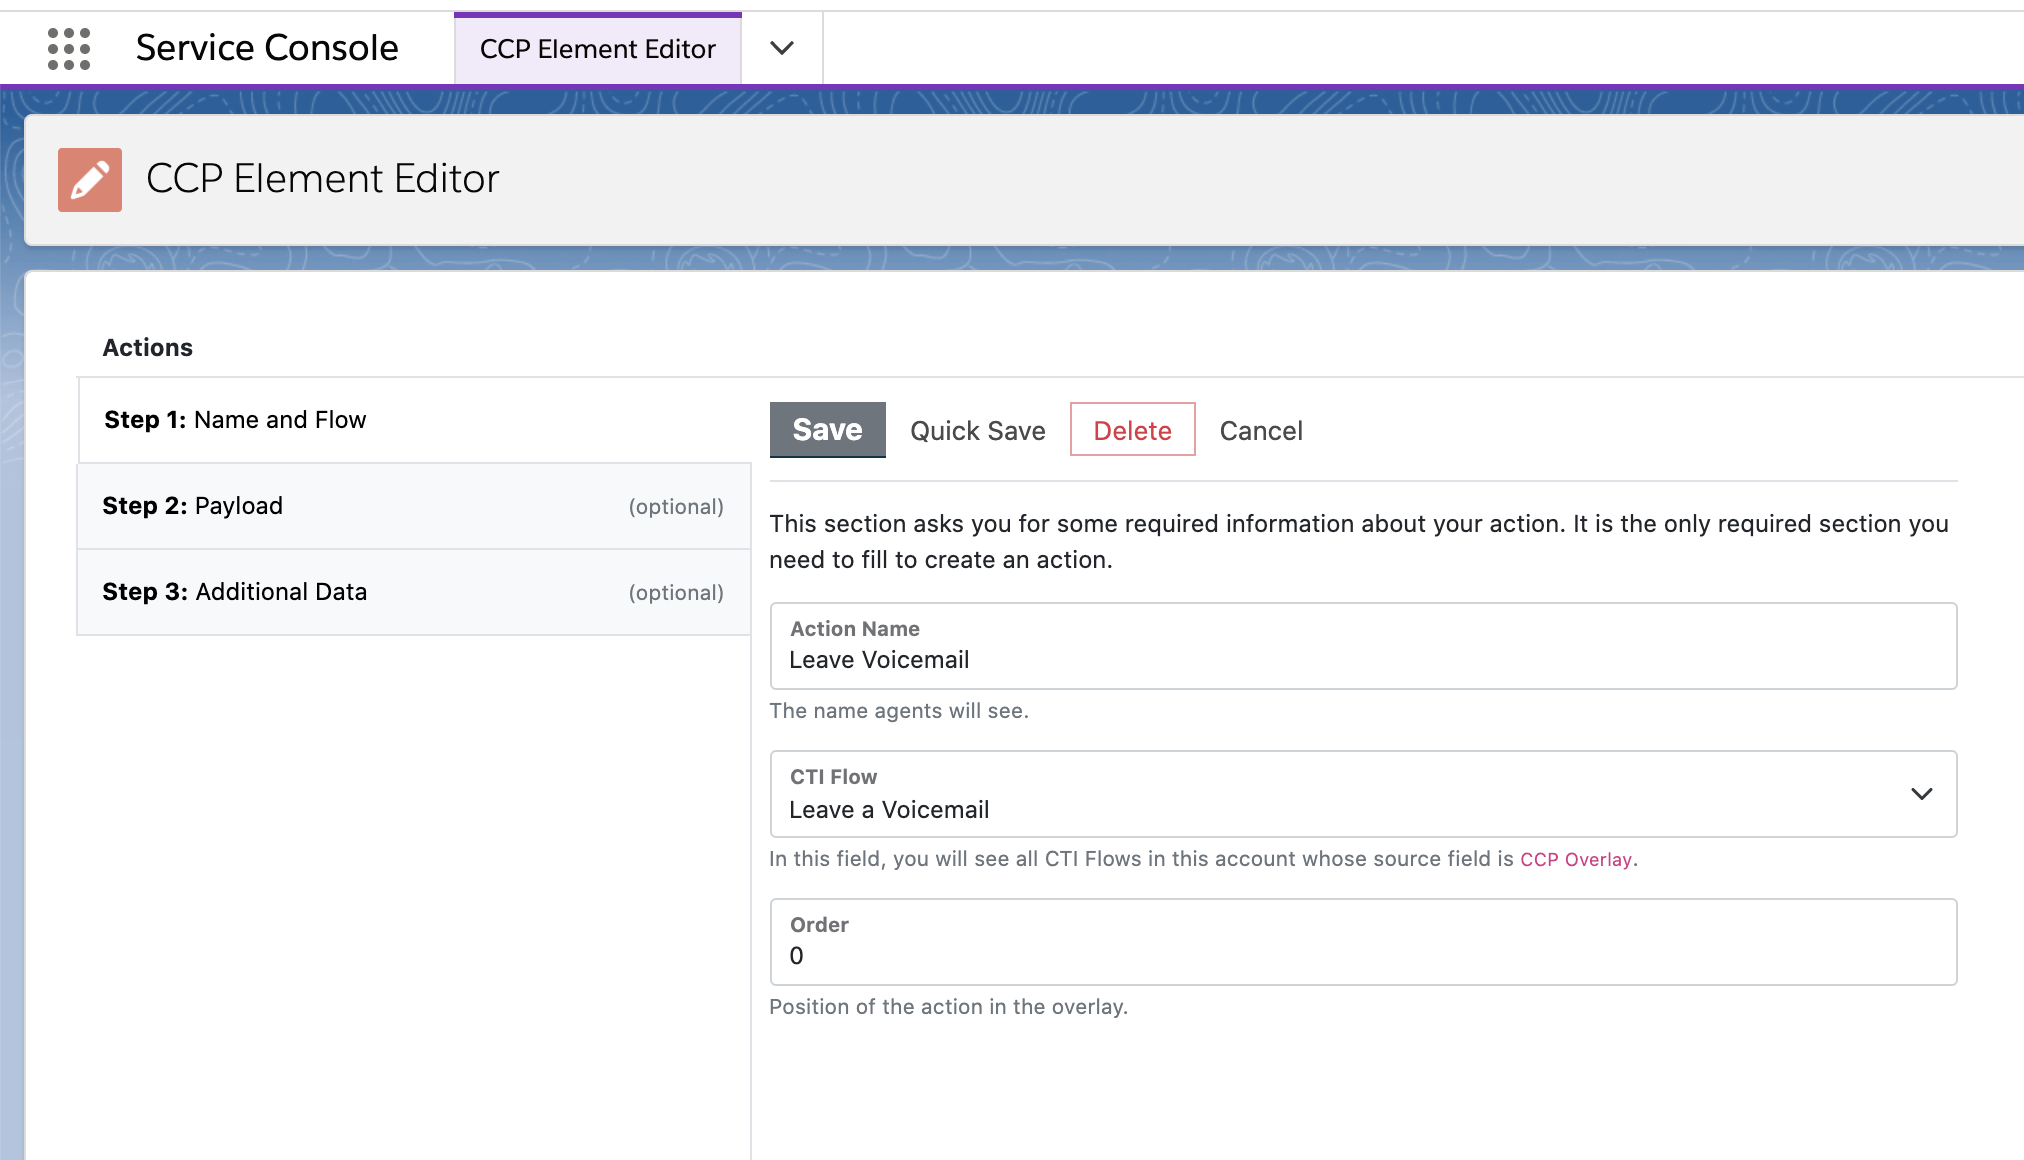 Service Console
CCP Element Editor
CCP Element Editor
Actions
Step 1: Name and Flow
Step 2: Payload (optional)
Step 3: Additional Data (optional)
Save Quick Save Delete Cancel
This section asks you for some required information about your action. It is the only required section you
need to fill to create an action.
Action Name
Leave Voicemail
The name agents will see.
CTI Flow
Leave a Voicemail
In this field, you will see all CTI Flows in this account whose source field is CCP Overlay.
Order
0
Position of the action in the overlay.